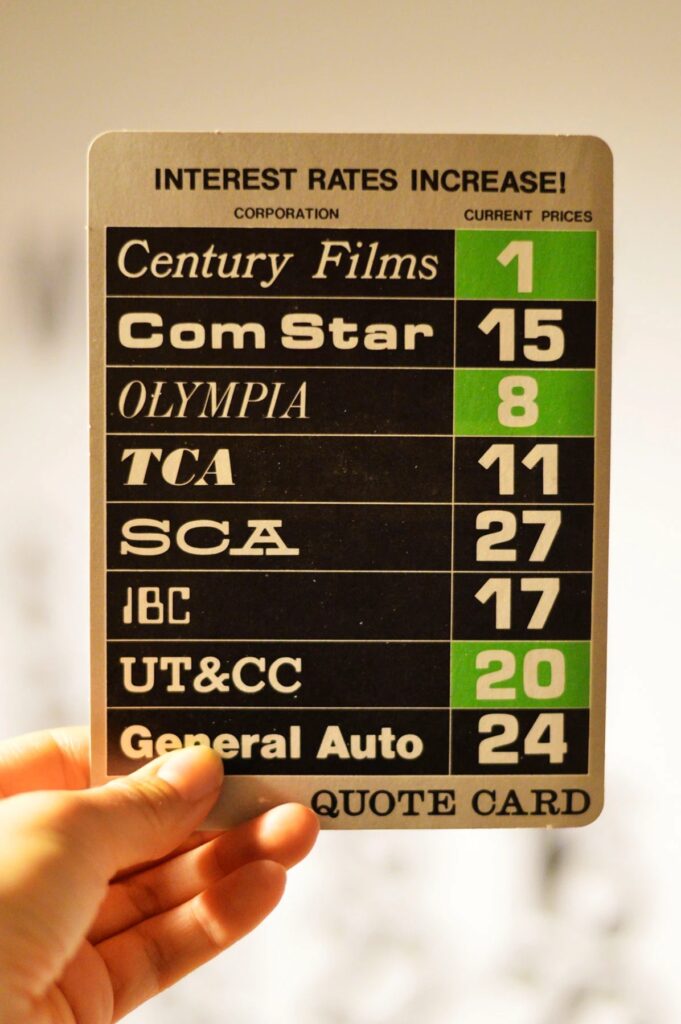 INTEREST RATES INCREASE!
CORPORATION CURRENT PRICES
Century Films 1
Com Star 15
OLYMPIA 8
TCA 11
SCA 27
IBC 17
UT&CC 20
General Auto 24
QUOTE CARD